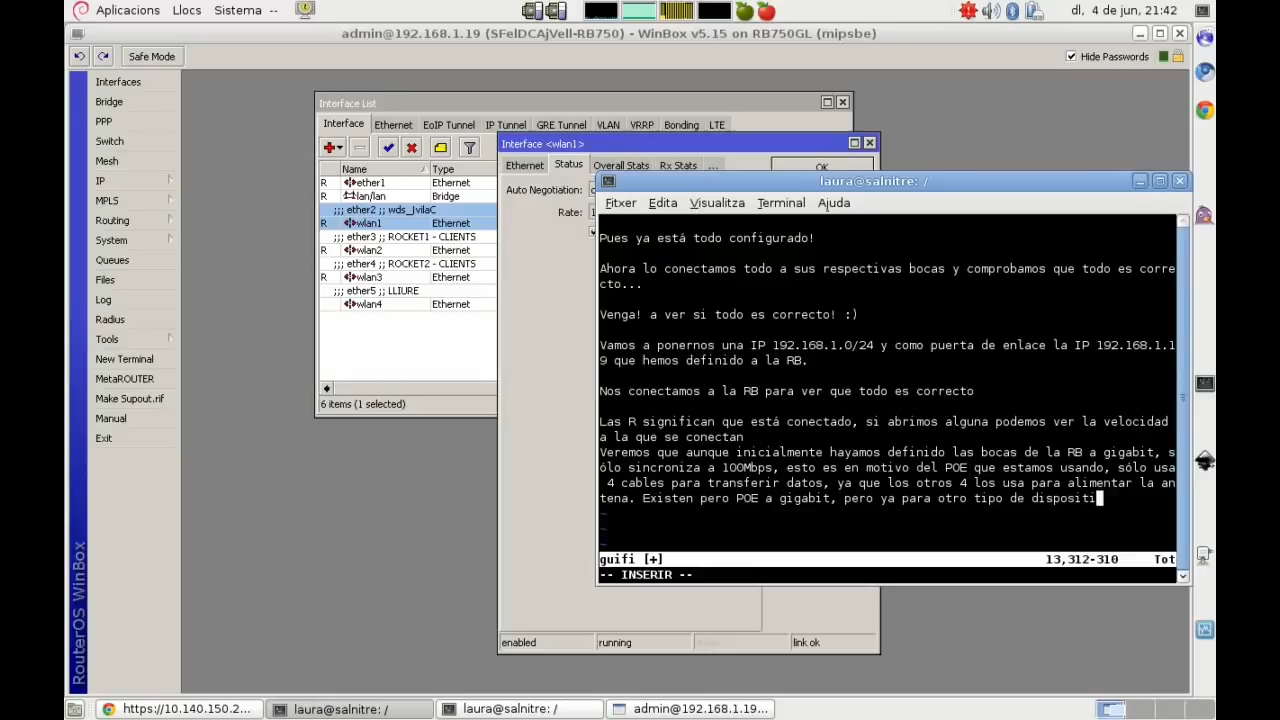 Aplicacions Llocs Sistema --
dl, 4 de jun, 21:42
admin@192.168.1.19 (SFelDCAjVell-RB750) - WinBox v5.15 on RB750GL (mipsbe)
Safe Mode
Hide Passwords
Interfaces
Bridge
PPP
Switch
Mesh
IP
MPLS
Routing
System
Queues
Files
Log
Radius
Tools
New Terminal
MetaROUTER
Make Supout.rif
Manual
Exit
RouterOS WinBox
Interface List
Interface Ethernet EoIP Tunnel IP Tunnel GRE Tunnel VLAN VRRP Bonding LTE
Name Type
R ether1 Ethernet
R lan/lan Bridge
;;; ether2 ;; wds_JvilaC
R wlan1 Ethernet
;;; ether3 ;; ROCKET1 - CLIENTS
R wlan2 Ethernet
;;; ether4 ;; ROCKET2 - CLIENTS
R wlan3 Ethernet
;;; ether5 ;; LLIURE
wlan4 Ethernet
6 items (1 selected)
Interface <wlan1>
Ethernet Status Overall Stats Rx Stats ...
OK
Auto Negotiation:
Rate:
enabled running link ok
laura@salnitre: /
Fitxer Edita Visualitza Terminal Ajuda
Pues ya está todo configurado!
Ahora lo conectamos todo a sus respectivas bocas y comprobamos que todo es corre
cto...
Venga! a ver si todo es correcto! :)
Vamos a ponernos una IP 192.168.1.0/24 y como puerta de enlace la IP 192.168.1.1
9 que hemos definido a la RB.
Nos conectamos a la RB para ver que todo es correcto
Las R significan que está conectado, si abrimos alguna podemos ver la velocidad
a la que se conectan
Veremos que aunque inicialmente hayamos definido las bocas de la RB a gigabit, s
ólo sincroniza a 100Mbps, esto es en motivo del POE que estamos usando, sólo usa
4 cables para transferir datos, ya que los otros 4 los usa para alimentar la an
tena. Existen pero POE a gigabit, pero ya para otro tipo de dispositi
~
~
~
guifi [+] 13,312-310 Tot
-- INSERIR --
https://10.140.150.2...
laura@salnitre: /
laura@salnitre: /
admin@192.168.1.19...